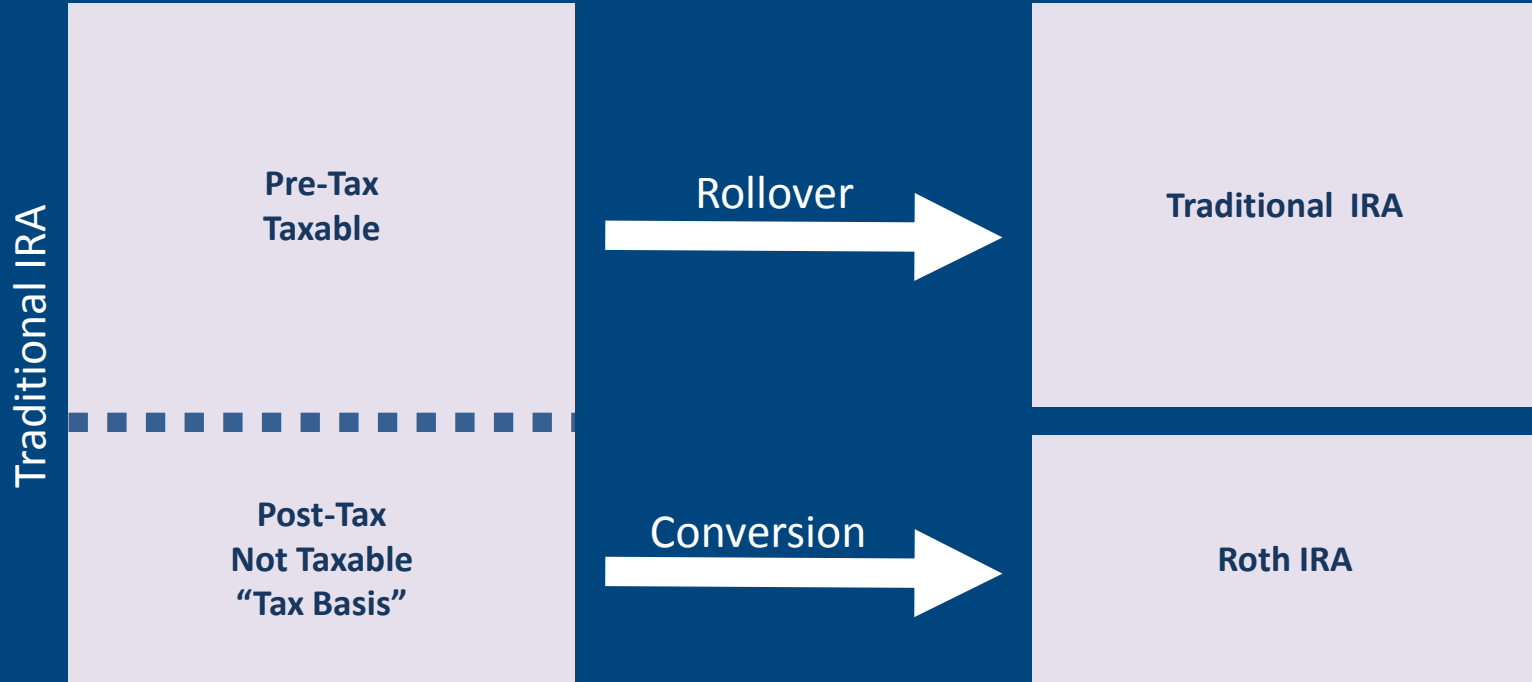 Traditional IRA
Pre-Tax
Taxable
Rollover
Traditional IRA
Post-Tax
Not Taxable
“Tax Basis”
Conversion
Roth IRA